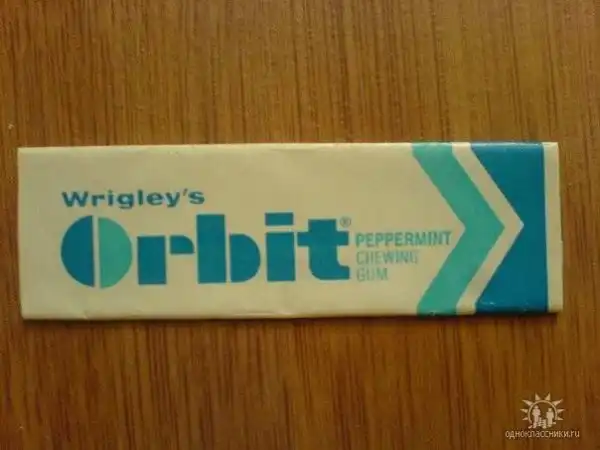 Wrigley's
Orbit®
PEPPERMINT
CHEWING
GUM
одноклассники.ru